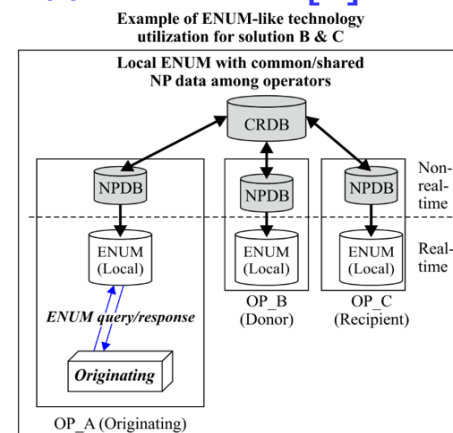 Example of ENUM-like technology
utilization for solution B & C
Local ENUM with common/shared
NP data among operators
CRDB
NPDB
NPDB
NPDB
Non-
real-
time
ENUM
(Local)
ENUM
(Local)
ENUM
(Local)
Real-
time
OP_B
(Donor)
OP_C
(Recipient)
ENUM query/response
Originating
OP_A (Originating)